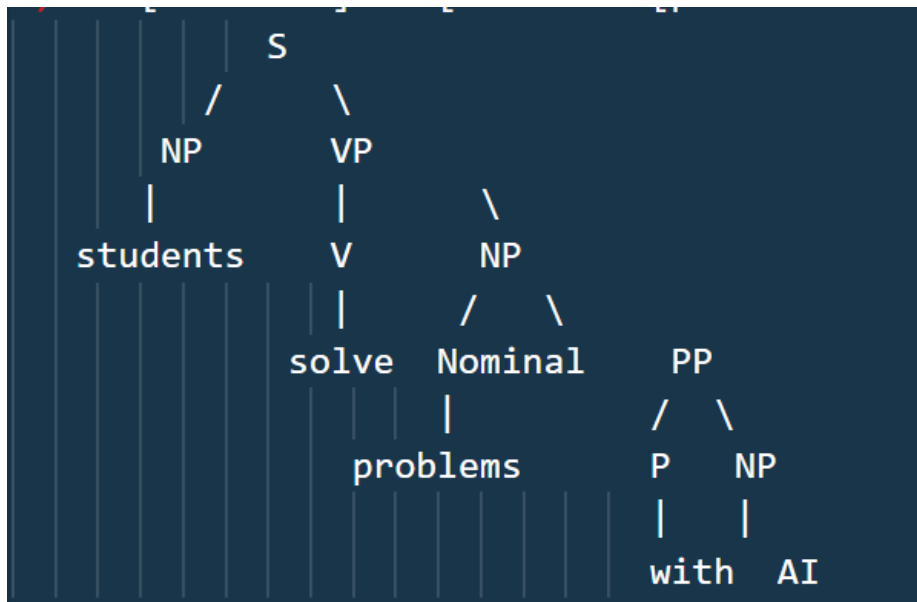 S
/ \
NP VP
| | \
students V NP
| / \
solve Nominal PP
| / \
problems P NP
| |
with AI